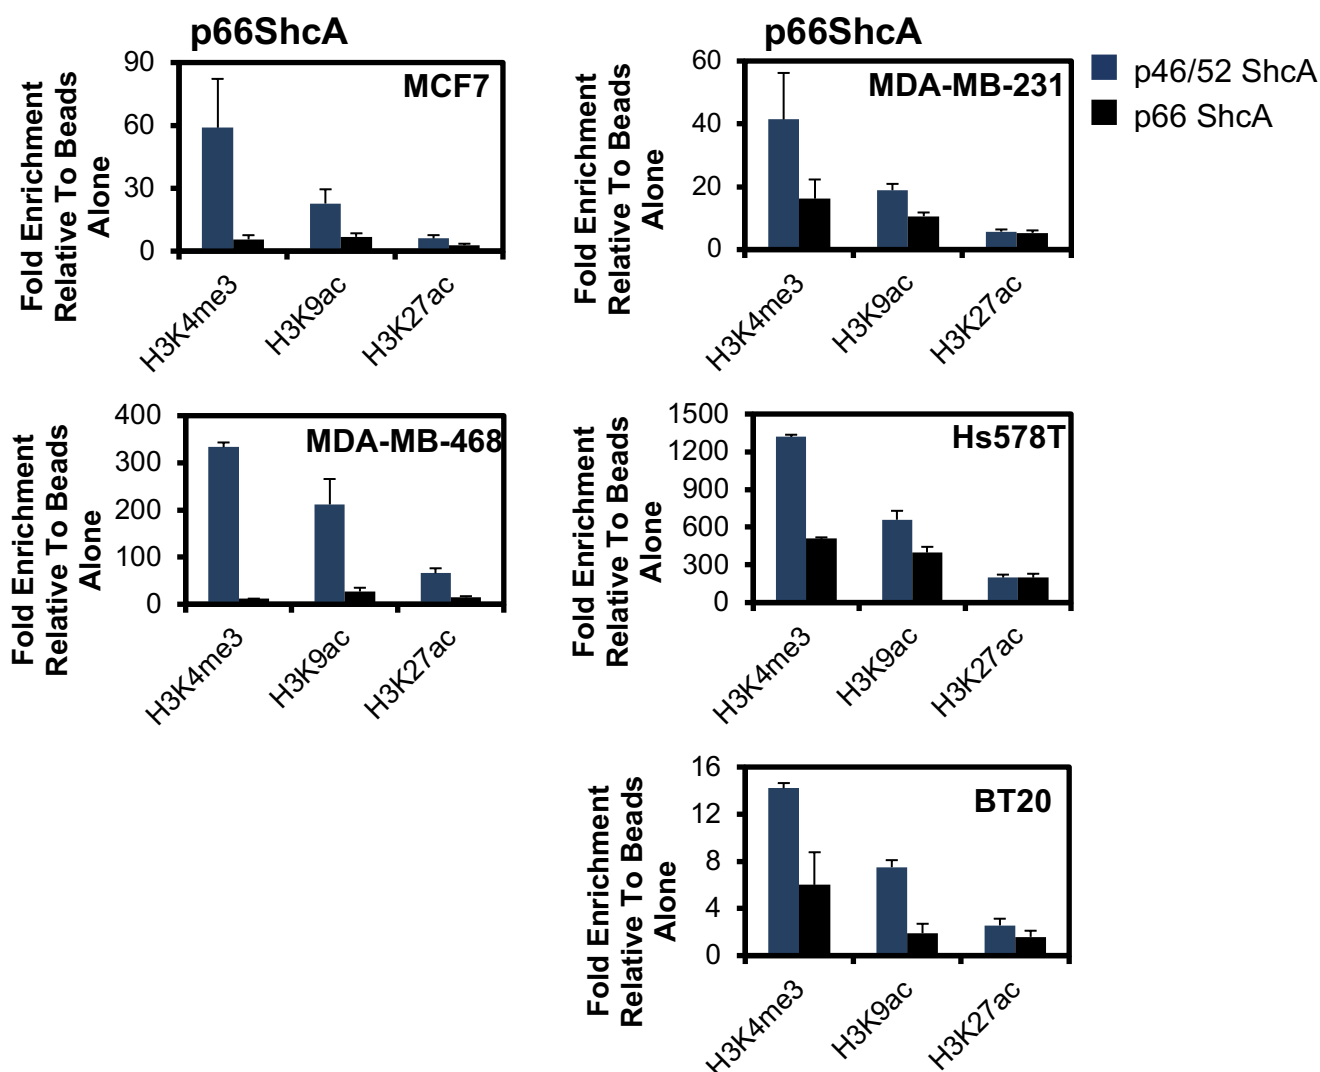 p66ShcA
Fold Enrichment
Relative To Beads
Alone
90
60
30
0
MCF7
H3K4me3
H3K9ac
H3K27ac
p66ShcA
Fold Enrichment
Relative To Beads
Alone
60
40
20
0
MDA-MB-231
H3K4me3
H3K9ac
H3K27ac
p46/52 ShcA
p66 ShcA
Fold Enrichment
Relative To Beads
Alone
400
300
200
100
0
MDA-MB-468
H3K4me3
H3K9ac
H3K27ac
Fold Enrichment
Relative To Beads
Alone
1500
1200
900
600
300
0
Hs578T
H3K4me3
H3K9ac
H3K27ac
Fold Enrichment
Relative To Beads
Alone
16
12
8
4
0
BT20
H3K4me3
H3K9ac
H3K27ac